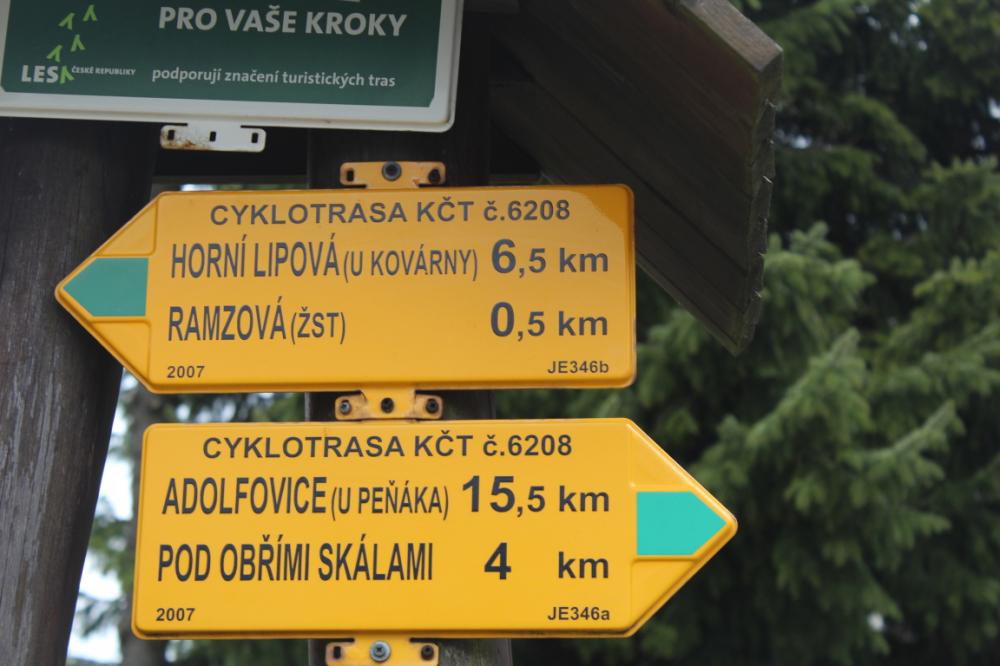 PRO VAŠE KROKY
LESY ČESKÉ REPUBLIKY podporují značení turistických tras
CYKLOTRASA KČT č.6208
HORNÍ LIPOVÁ (U KOVÁRNY) 6,5 km
RAMZOVÁ (ŽST) 0,5 km
2007 JE346b
CYKLOTRASA KČT č.6208
ADOLFOVICE (U PEŇÁKA) 15,5 km
POD OBŘÍMI SKÁLAMI 4 km
2007 JE346a